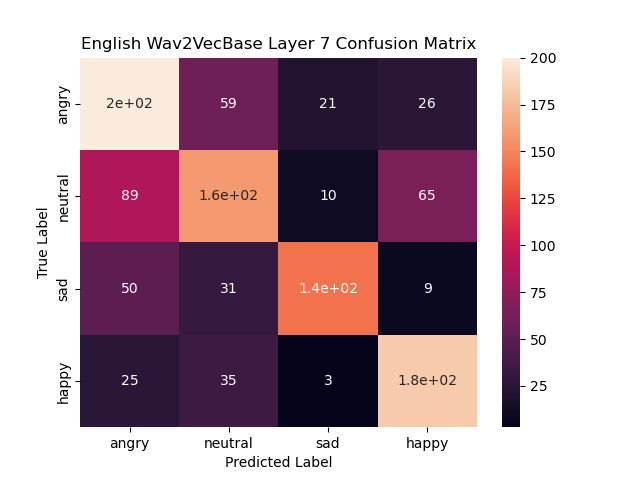 English Wav2VecBase Layer 7 Confusion Matrix
angry 2e+02 59 21 26
neutral 89 1.6e+02 10 65
sad 50 31 1.4e+02 9
happy 25 35 3 1.8e+02
angry neutral sad happy
True Label
Predicted Label
200
175
150
125
100
75
50
25